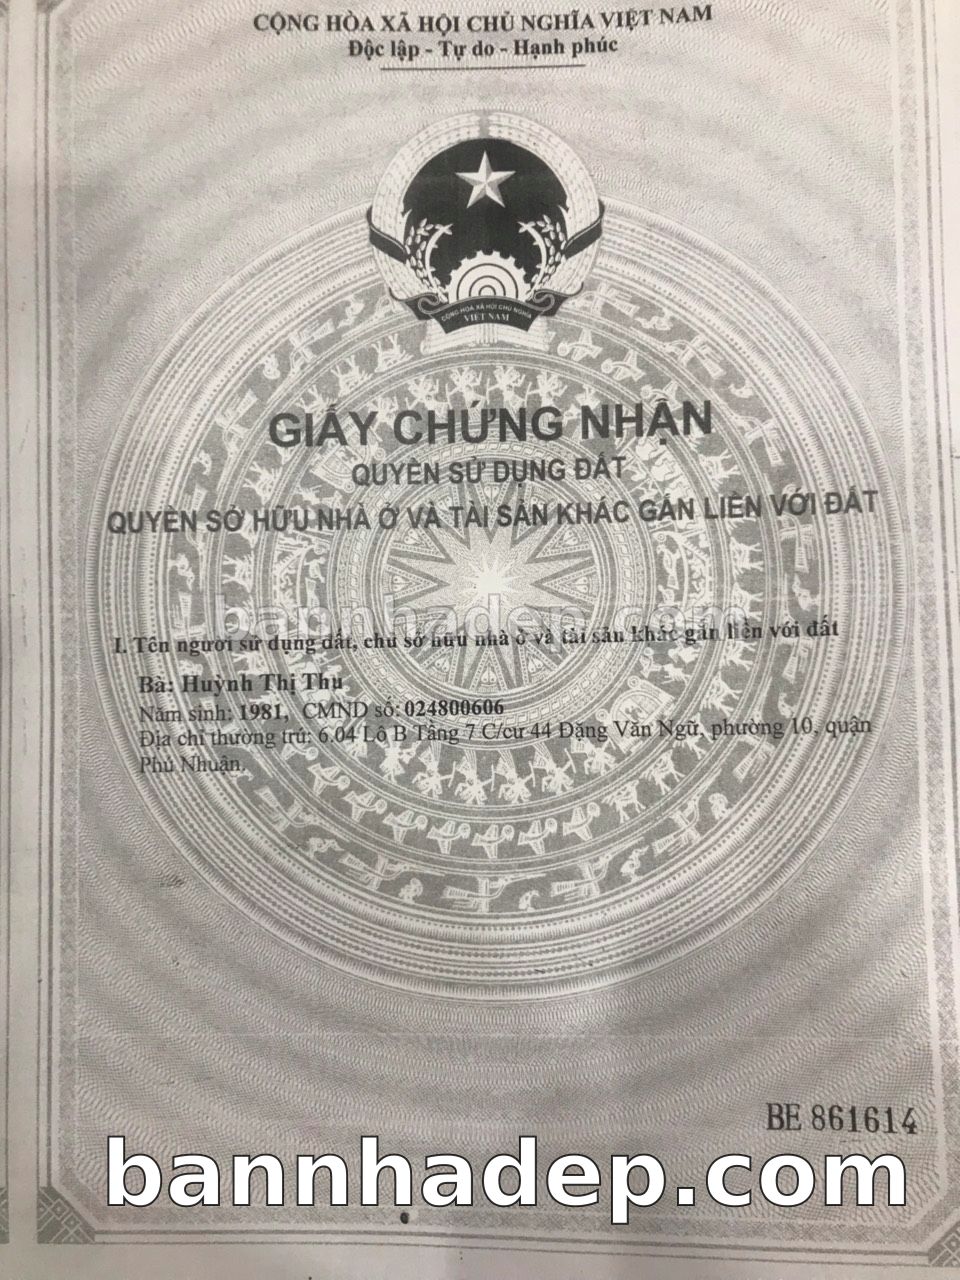 CỘNG HÒA XÃ HỘI CHỦ NGHĨA VIỆT NAM
Độc lập - Tự do - Hạnh phúc
CỘNG HÒA XÃ HỘI CHỦ NGHĨA
VIỆT NAM
GIẤY CHỨNG NHẬN
QUYỀN SỬ DỤNG ĐẤT
QUYỀN SỞ HỮU NHÀ Ở VÀ TÀI SẢN KHÁC GẮN LIỀN VỚI ĐẤT
bannhadep.com
I. Tên người sử dụng đất, chủ sở hữu nhà ở và tài sản khác gắn liền với đất
Bà: Huỳnh Thị Thu
Năm sinh: 1981, CMND số: 024800606
Địa chỉ thường trú: 6.04 Lô B Tầng 7 C/cư 44 Đặng Văn Ngữ, phường 10, quận
Phú Nhuận.
BE 861614
bannhadep.com